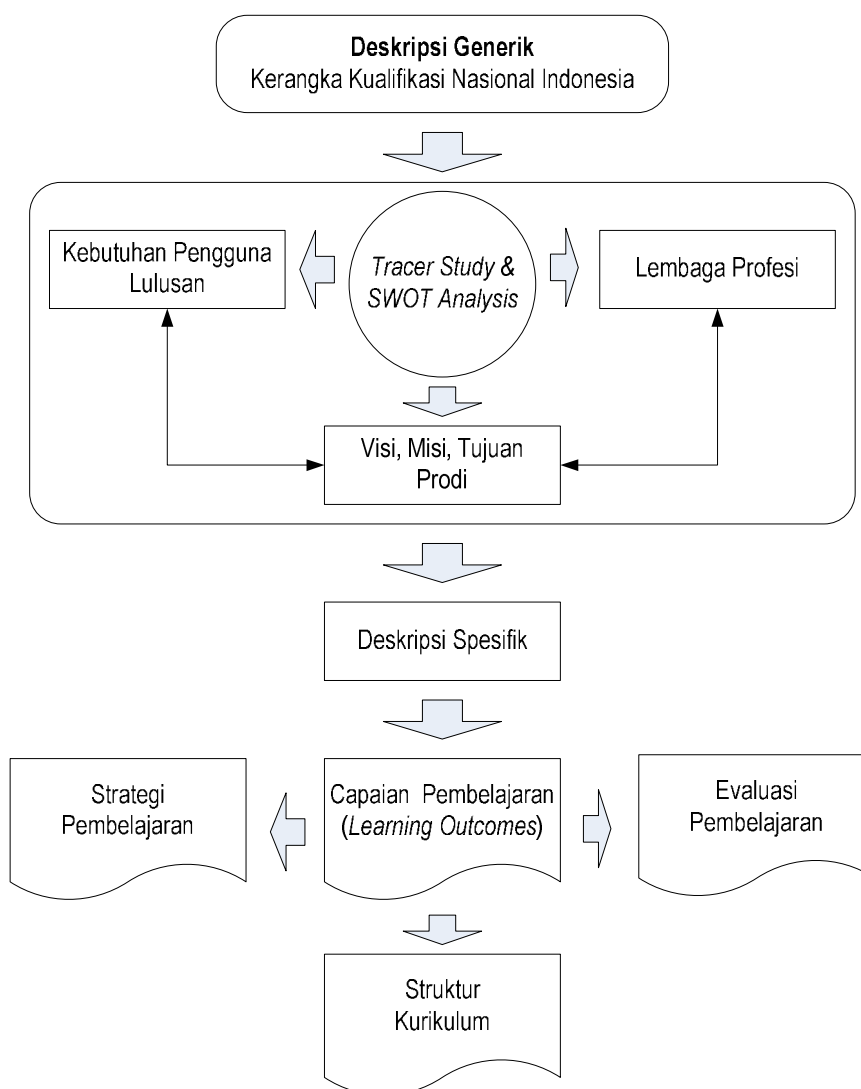 Deskripsi Generik
Kerangka Kualifikasi Nasional Indonesia
Kebutuhan Pengguna
Lulusan
Tracer Study &
SWOT Analysis
Lembaga Profesi
Visi, Misi, Tujuan
Prodi
Deskripsi Spesifik
Strategi
Pembelajaran
Capaian Pembelajaran
(Learning Outcomes)
Evaluasi
Pembelajaran
Struktur
Kurikulum